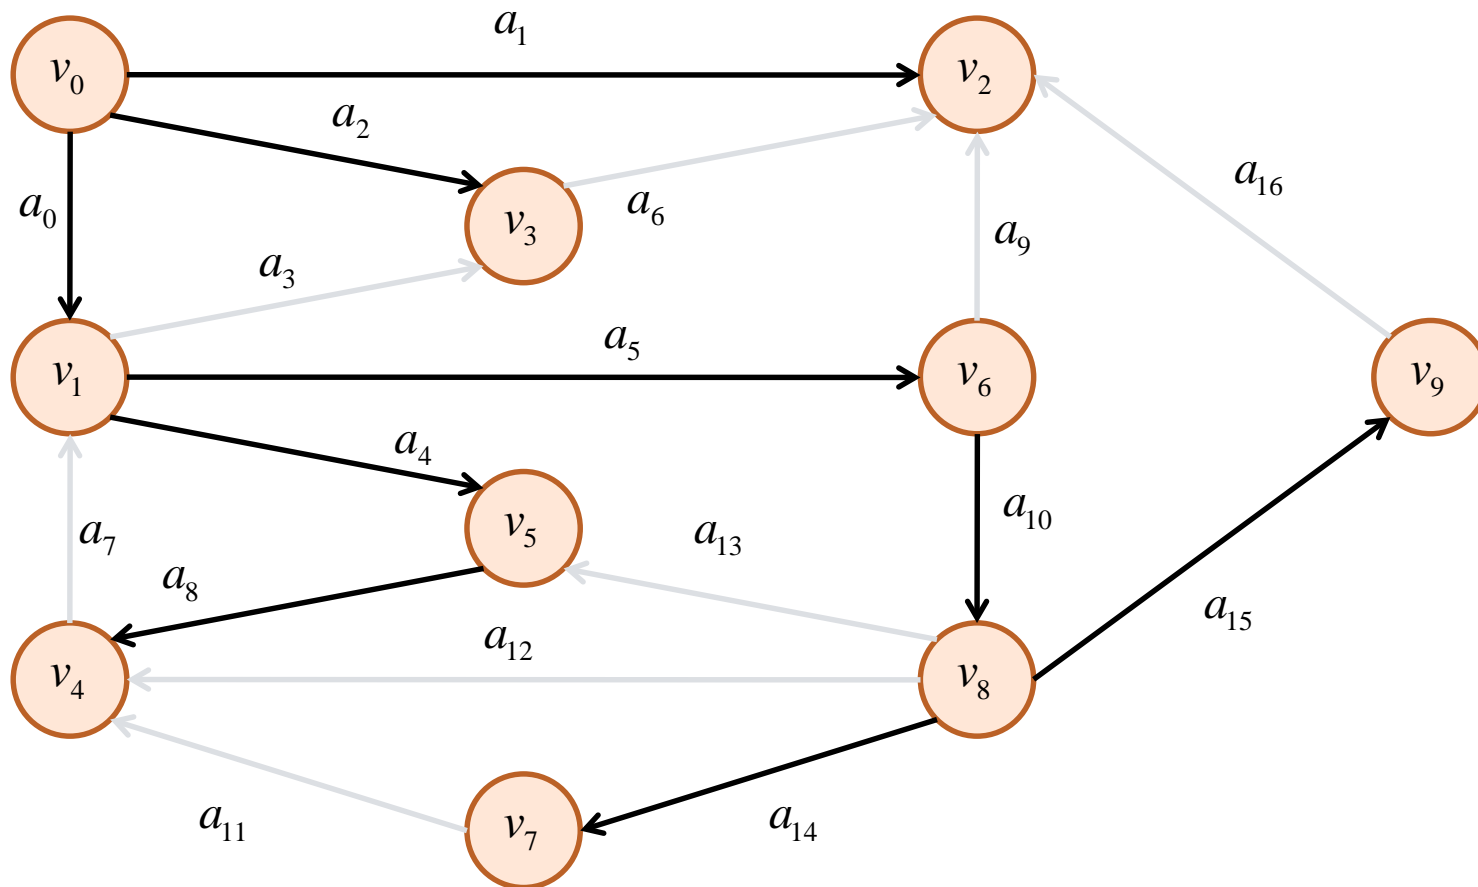 a₁
v₀
v₂
a₂
a₁₆
a₀
v₃
a₆
a₉
a₃
a₅
v₁
v₆
v₉
a₄
a₁₀
v₅
a₇
a₁₃
a₈
a₁₅
a₁₂
v₄
v₈
a₁₁
v₇
a₁₄